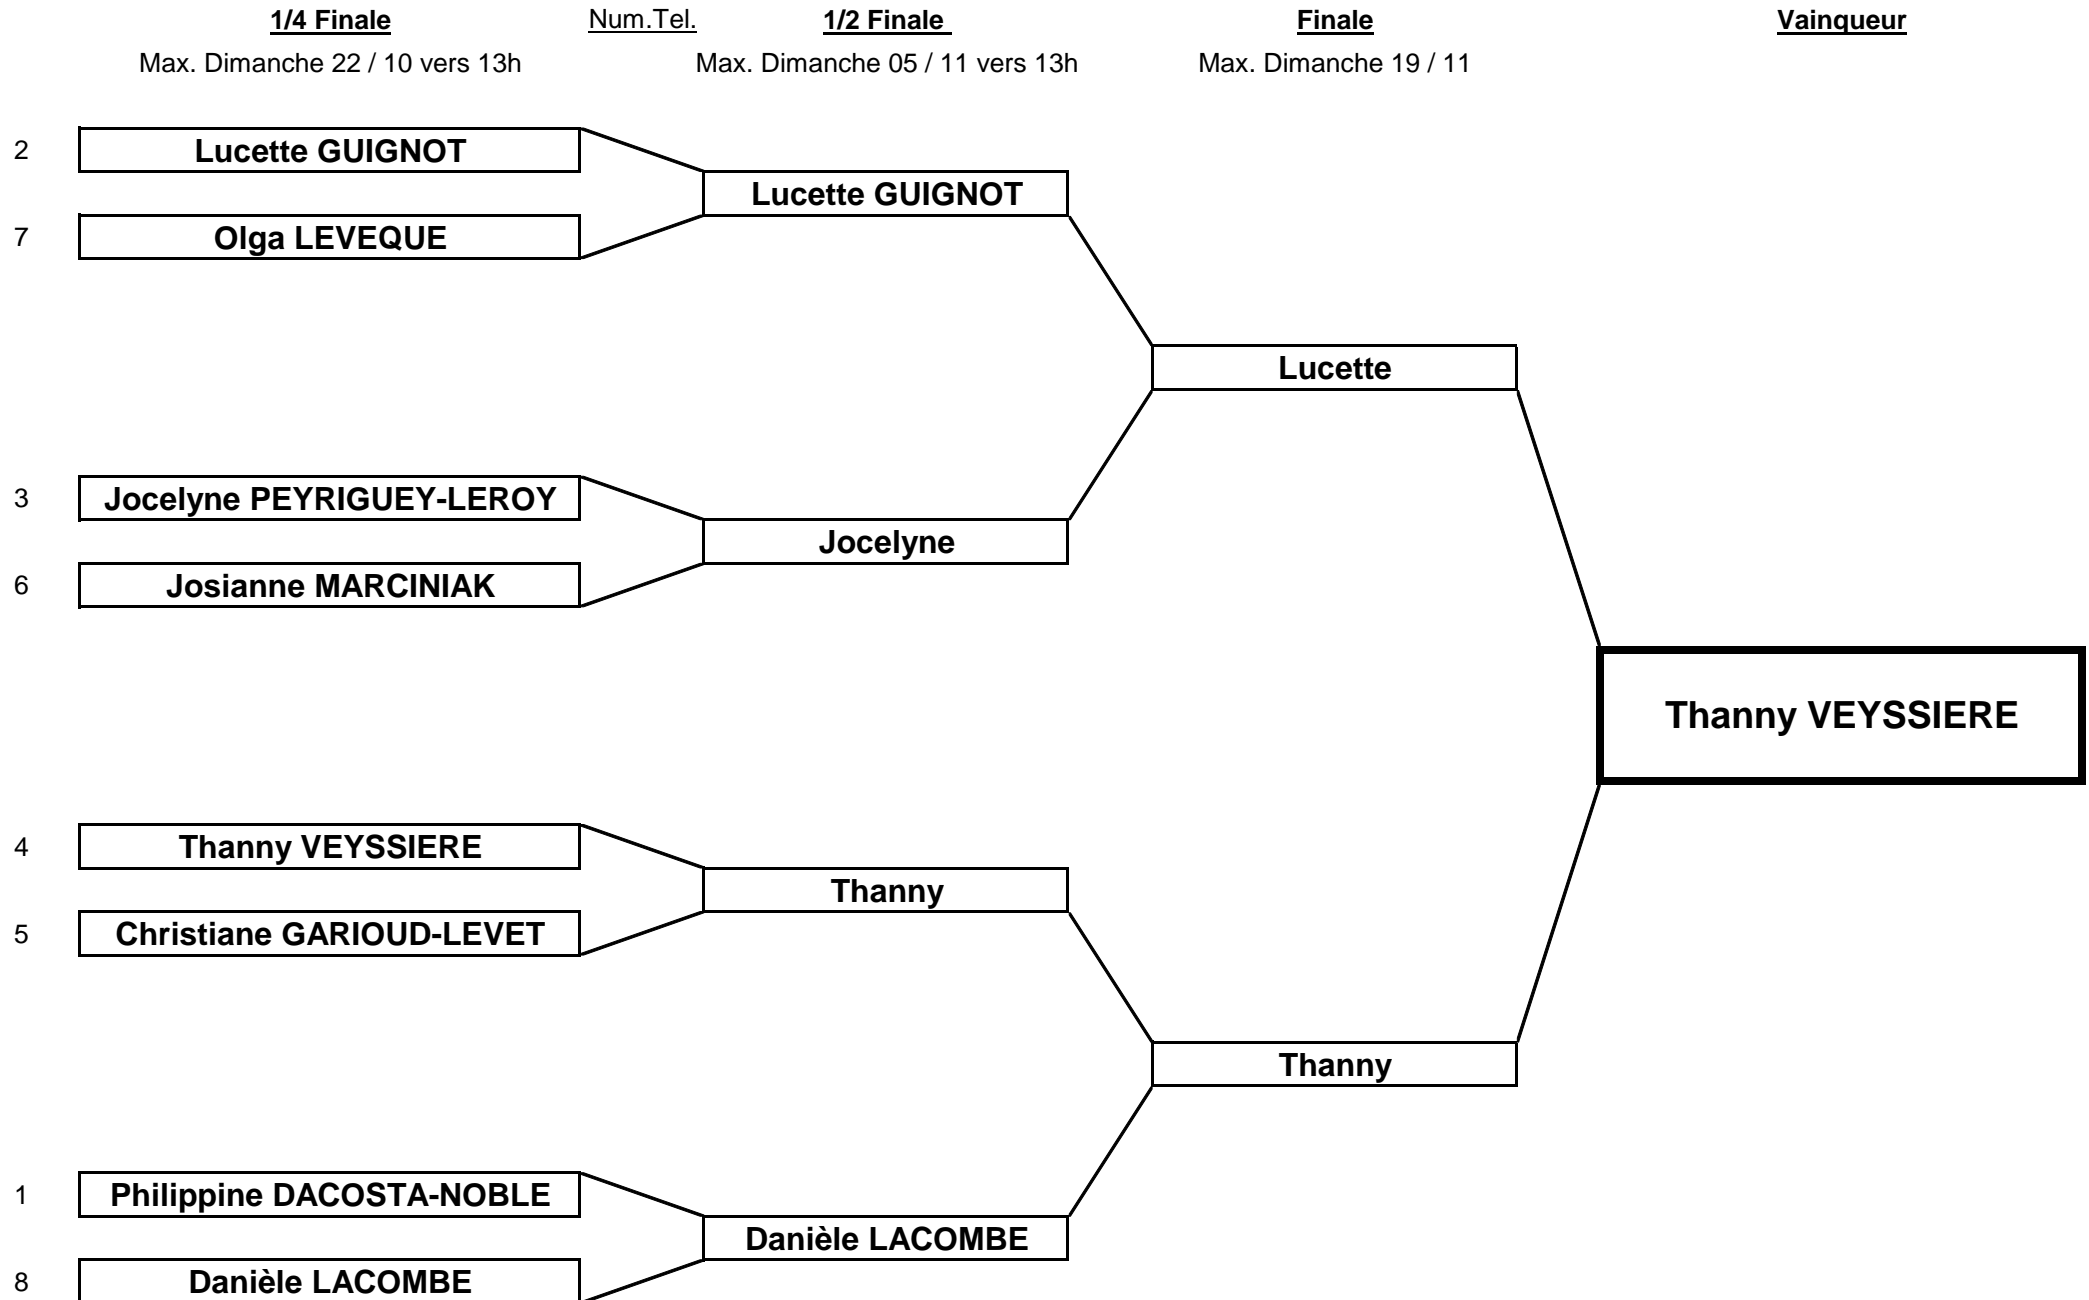 1/4 Finale Num.Tel. 1/2 Finale Finale Vainqueur
Max. Dimanche 22 / 10 vers 13h Max. Dimanche 05 / 11 vers 13h Max. Dimanche 19 / 11
2 Lucette GUIGNOT
Lucette GUIGNOT
7 Olga LEVEQUE
Lucette
3 Jocelyne PEYRIGUEY-LEROY
Jocelyne
6 Josianne MARCINIAK
Thanny VEYSSIERE
4 Thanny VEYSSIERE
Thanny
5 Christiane GARIOUD-LEVET
Thanny
1 Philippine DACOSTA-NOBLE
Danièle LACOMBE
8 Danièle LACOMBE